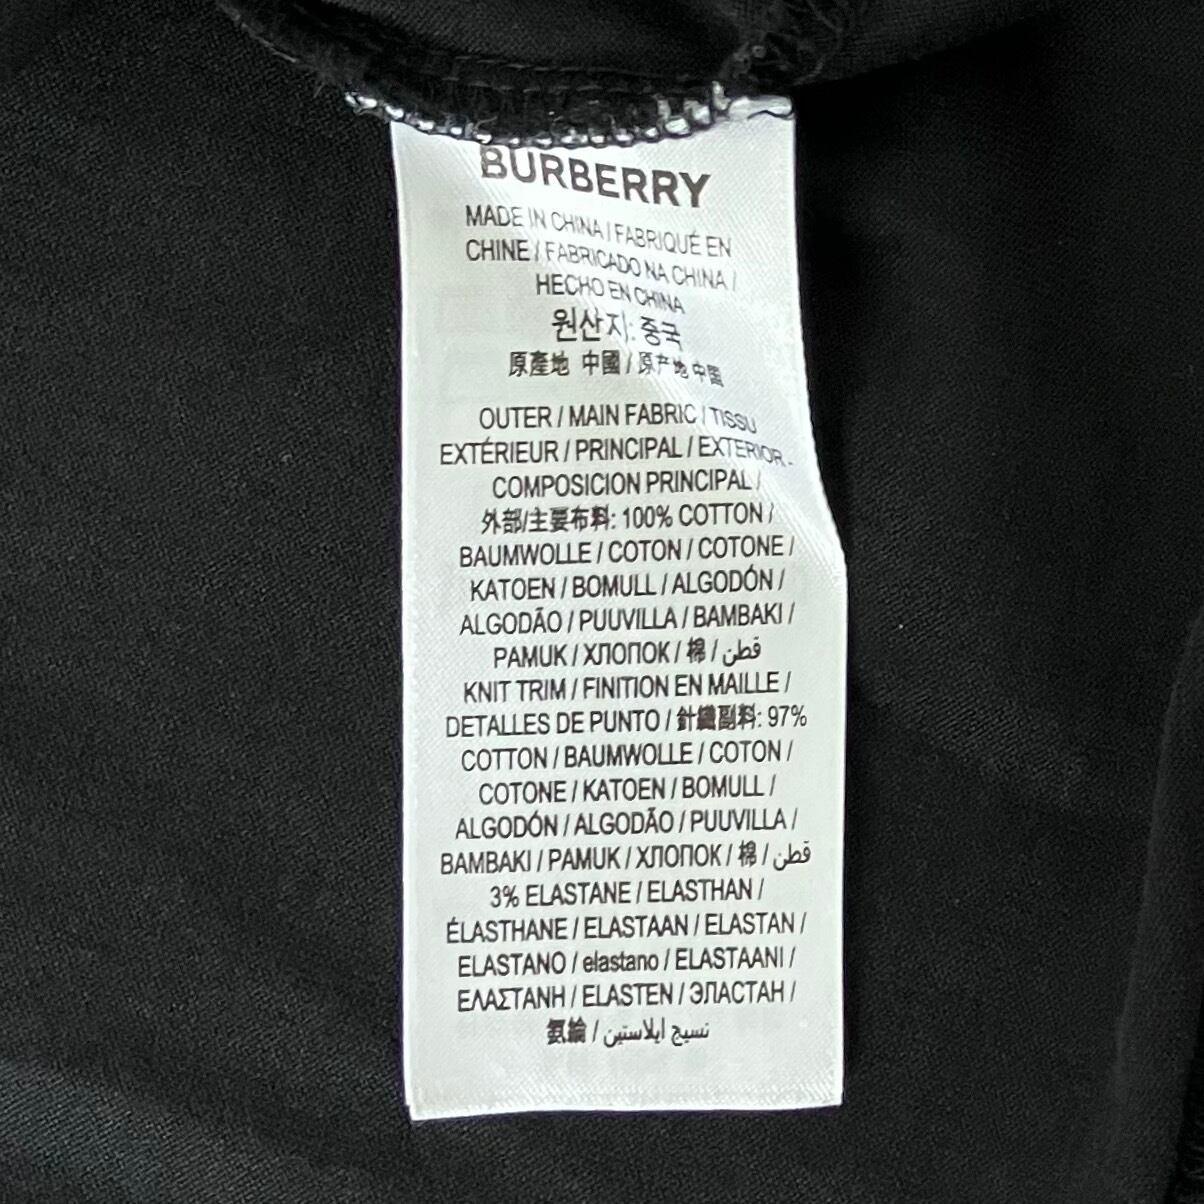 BURBERRY
MADE IN CHINA / FABRIQUÉ EN
CHINE / FABRICADO NA CHINA /
HECHO EN CHINA
원산지: 중국
原產地 中國 / 原产地 中国
OUTER / MAIN FABRIC / TISSU
EXTÉRIEUR / PRINCIPAL / EXTERIOR -
COMPOSICION PRINCIPAL /
外部/主要布料: 100% COTTON /
BAUMWOLLE / COTON / COTONE /
KATOEN / BOMULL / ALGODÓN /
ALGODÃO / PUUVILLA / BAMBAKI /
PAMUK / ХЛОПОК / 棉 / قطن
KNIT TRIM / FINITION EN MAILLE /
DETALLES DE PUNTO / 針織副料: 97%
COTTON / BAUMWOLLE / COTON /
COTONE / KATOEN / BOMULL /
ALGODÓN / ALGODÃO / PUUVILLA /
BAMBAKI / PAMUK / ХЛОПОК / 棉 / قطن
3% ELASTANE / ELASTHAN /
ÉLASTHANE / ELASTAAN / ELASTAN /
ELASTANO / elastano / ELASTAANI /
ΕΛΑΣΤΑΝΗ / ELASTEN / ЭЛАСТАН /
氨綸 / نسيج ايلاستين